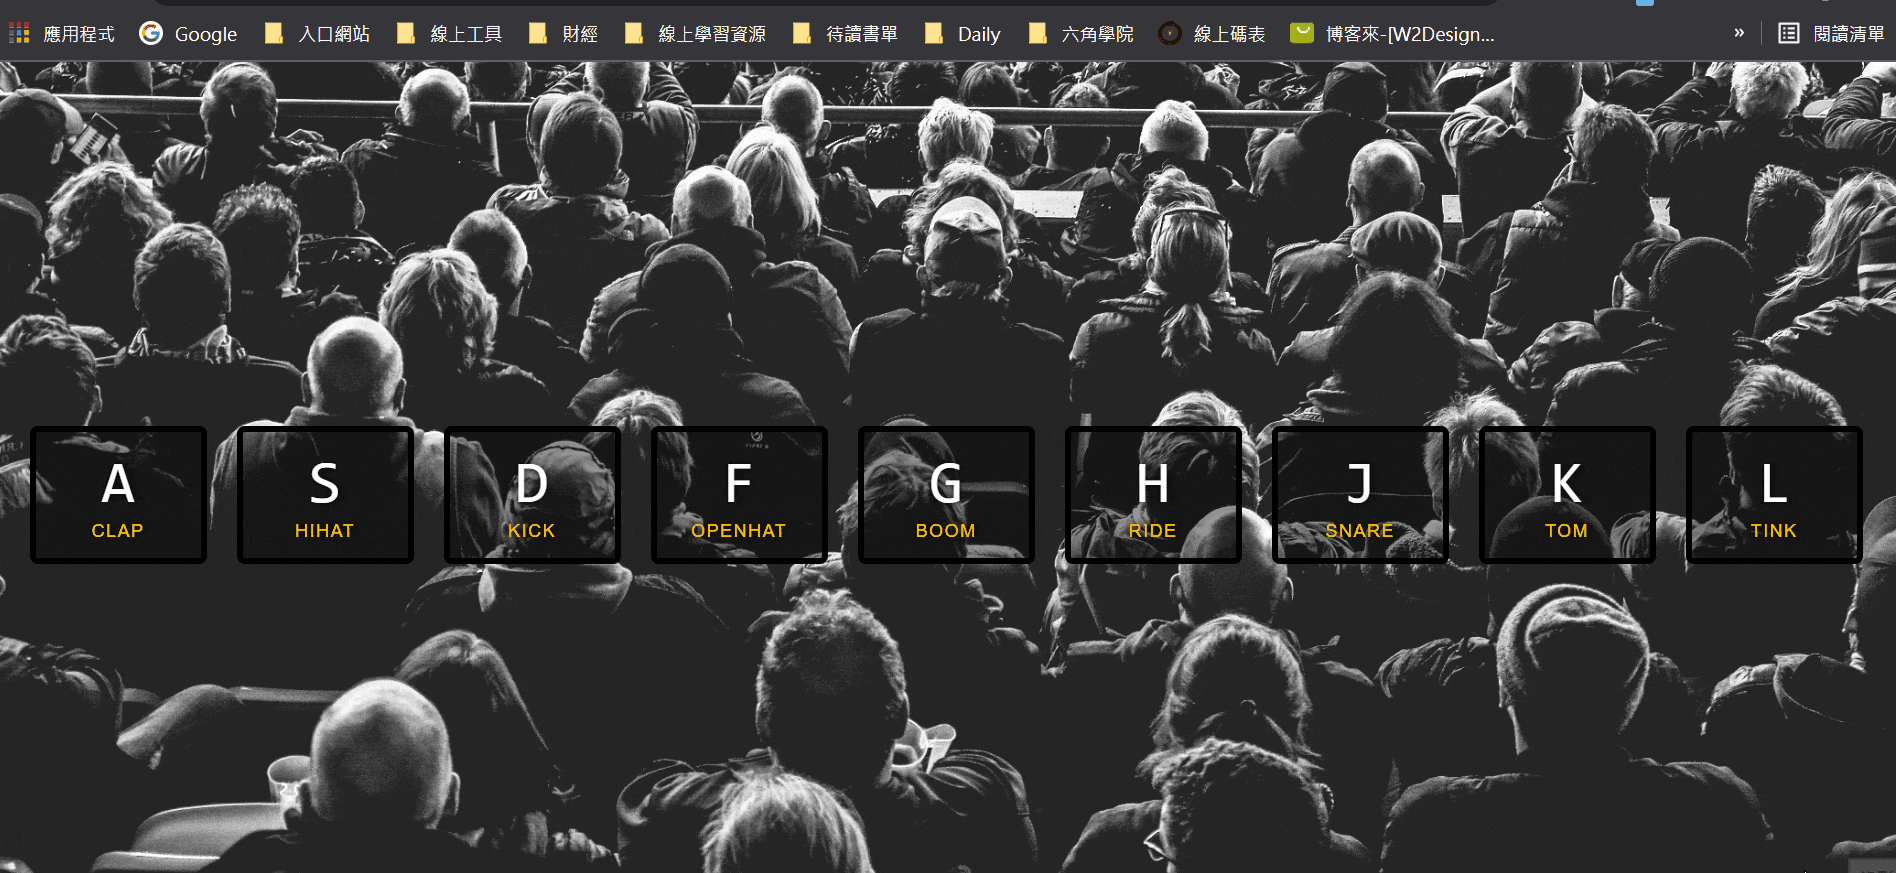 應用程式 Google 入口網站 線上工具 財經 線上學習資源 待讀書單 Daily 六角學院 線上碼表 博客來-[W2Design... » 閱讀清單
A S D F G H J K L
CLAP HIHAT KICK OPENHAT BOOM RIDE SNARE TOM TINK